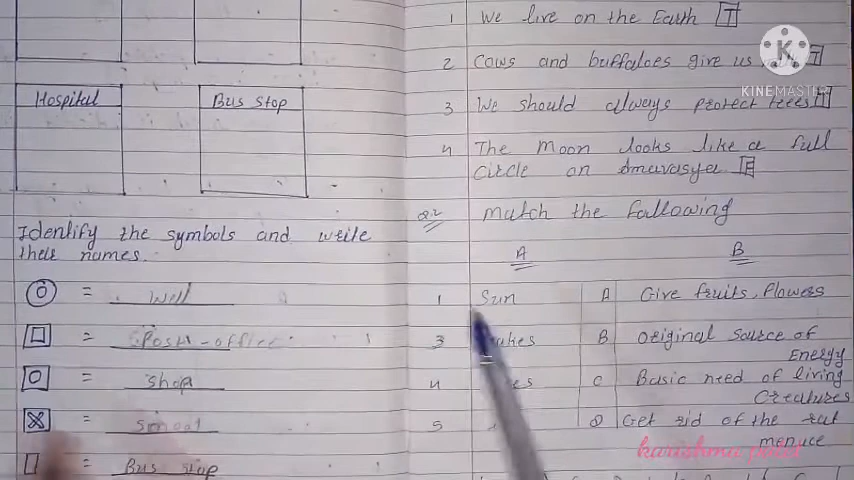 Hospital
Bus stop
Identify the symbols and write
their names.
= Well
= Post-office
= shop
= School
= Bus stop
1 We live on the Earth T
2 Cows and buffaloes give us T
3 We should always protect trees T
4 The Moon looks like a full
Circle on Amavasya F
Q.2 Match the following
A B
1 Sun A Give fruits, Flowers
3 B Original Source of
Energy
4 C Basic need of living
Creatures
5 D Get rid of the rat
menuce
KINEMASTER